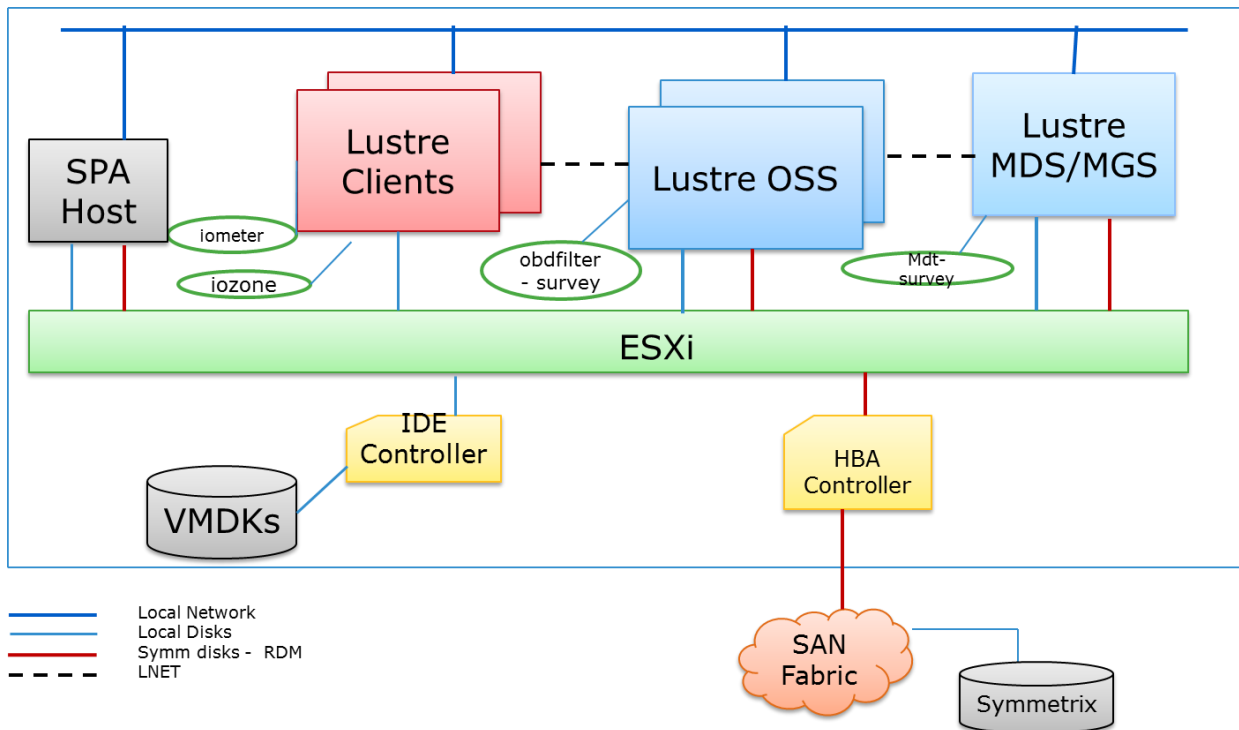 SPA
Host
Lustre
Clients
Lustre OSS
Lustre
MDS/MGS
iometer
iozone
obdfilter
- survey
Mdt-
survey
ESXi
IDE
Controller
HBA
Controller
VMDKs
Local Network
Local Disks
Symm disks - RDM
LNET
SAN
Fabric
Symmetrix